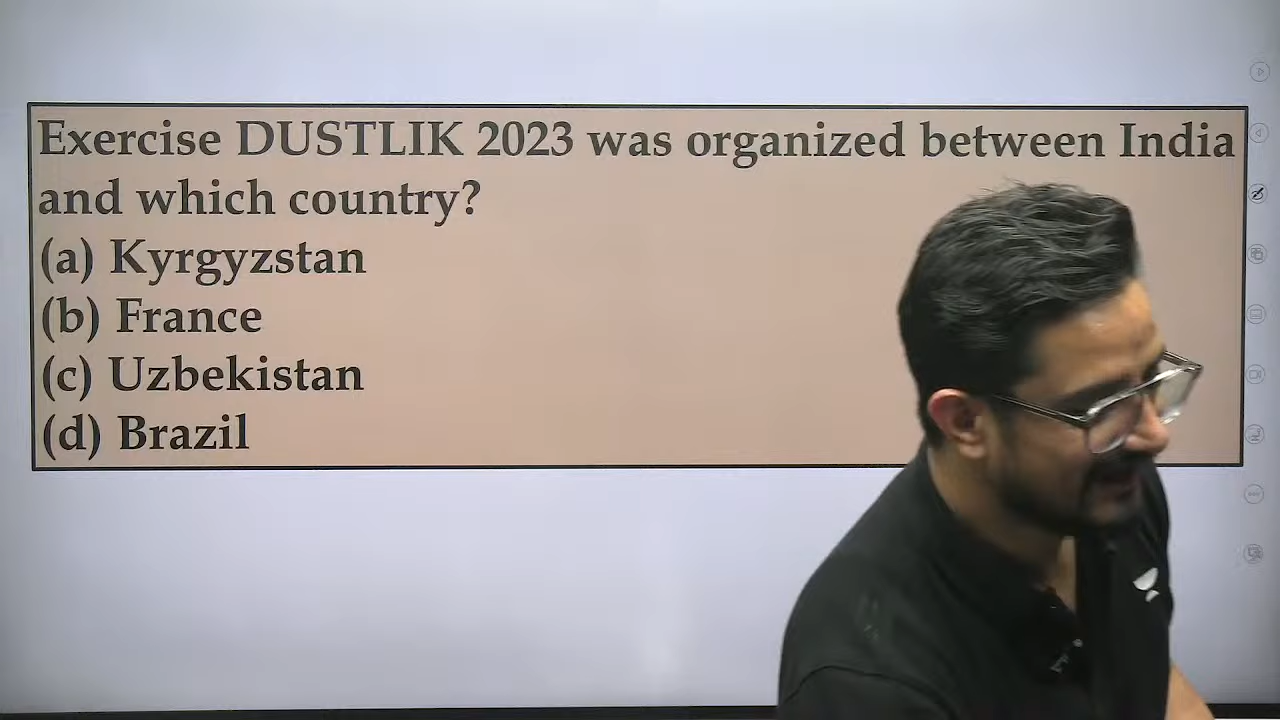 Exercise DUSTLIK 2023 was organized between India
and which country?
(a) Kyrgyzstan
(b) France
(c) Uzbekistan
(d) Brazil